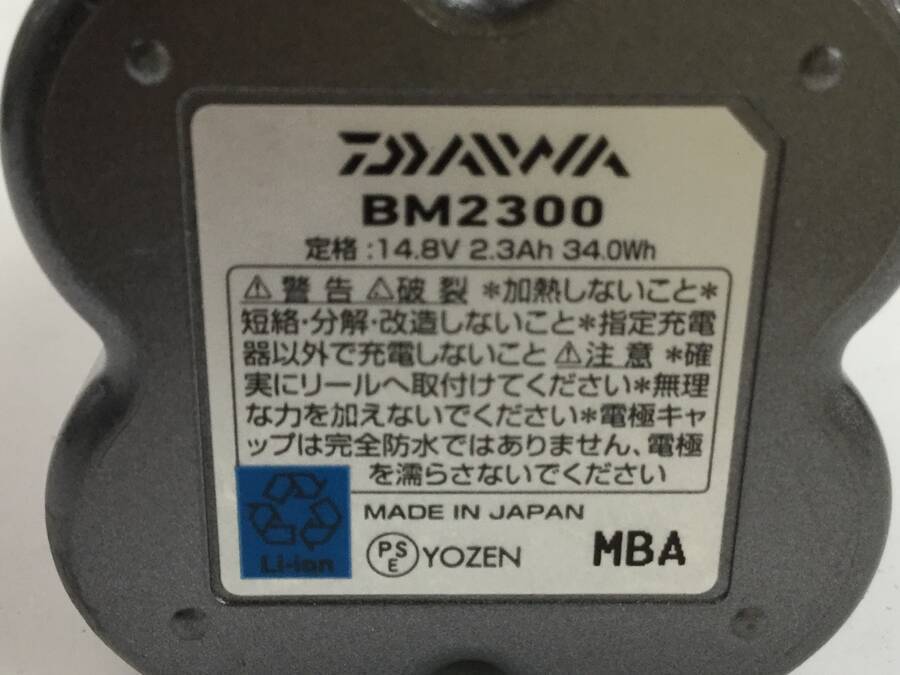 DAIWA
BM2300
定格:14.8V 2.3Ah 34.0Wh
⚠警告⚠破裂＊加熱しないこと＊
短絡・分解・改造しないこと＊指定充電
器以外で充電しないこと⚠注意＊確
実にリールへ取付けてください＊無理
な力を加えないでください＊電極キャ
ップは完全防水ではありません、電極
を濡らさないでください
Li-ion
MADE IN JAPAN
PSE YOZEN
MBA